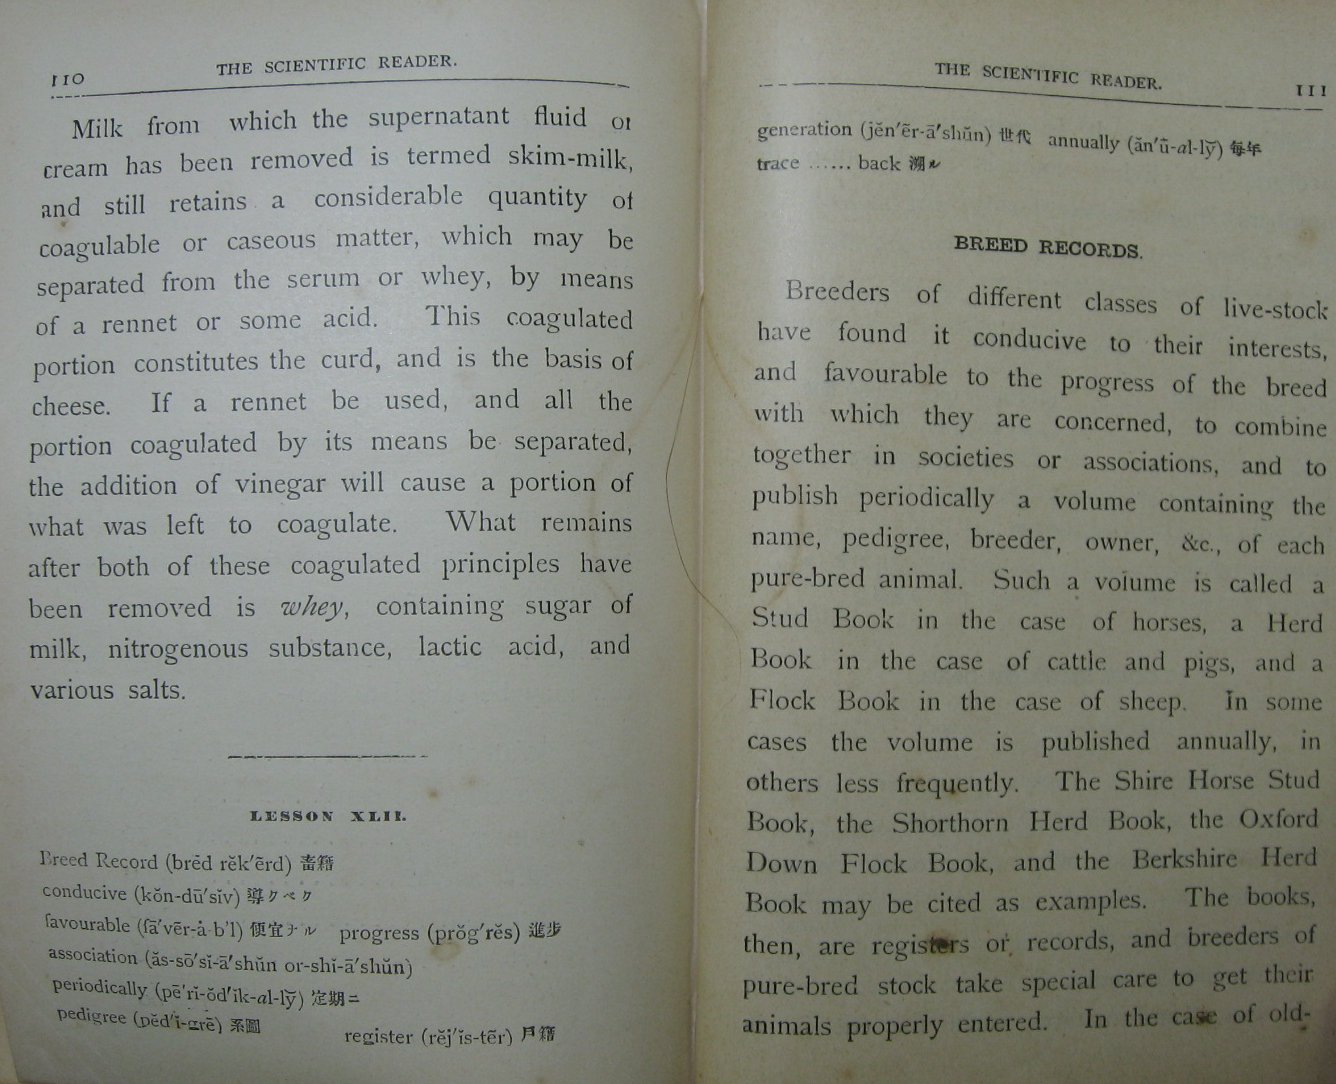 110
THE SCIENTIFIC READER.
Milk from which the supernatant fluid or
cream has been removed is termed skim-milk,
and still retains a considerable quantity of
coagulable or caseous matter, which may be
separated from the serum or whey, by means
of a rennet or some acid. This coagulated
portion constitutes the curd, and is the basis of
cheese. If a rennet be used, and all the
portion coagulated by its means be separated,
the addition of vinegar will cause a portion of
what was left to coagulate. What remains
after both of these coagulated principles have
been removed is whey, containing sugar of
milk, nitrogenous substance, lactic acid, and
various salts.
LESSON XLII.
Breed Record (brēd rĕk′ērd) 畜籍
conducive (kŏn-dū′sĭv) 導クベク
favourable (fā′vẽr-ȧ-b'l) 便宜ナル progress (prŏg′rĕs) 進歩
association (ăs-sō′sĭ-ā′shŭn or-shĭ-ā′shŭn)
periodically (pē′rĭ-ŏd′ik-al-lў) 定期ニ
pedigree (pĕd′ĭ-grē) 系圖
register (rĕj′ĭs-tẽr) 戸籍
THE SCIENTIFIC READER.
111
generation (jĕn′ẽr-ā′shŭn) 世代 annually (ăn′ū-al-lў) 毎年
trace ...... back 溯ル
BREED RECORDS.
Breeders of different classes of live-stock
have found it conducive to their interests,
and favourable to the progress of the breed
with which they are concerned, to combine
together in societies or associations, and to
publish periodically a volume containing the
name, pedigree, breeder, owner, &c., of each
pure-bred animal. Such a volume is called a
Stud Book in the case of horses, a Herd
Book in the case of cattle and pigs, and a
Flock Book in the case of sheep. In some
cases the volume is published annually, in
others less frequently. The Shire Horse Stud
Book, the Shorthorn Herd Book, the Oxford
Down Flock Book, and the Berkshire Herd
Book may be cited as examples. The books,
then, are registers or records, and breeders of
pure-bred stock take special care to get their
animals properly entered. In the case of old-